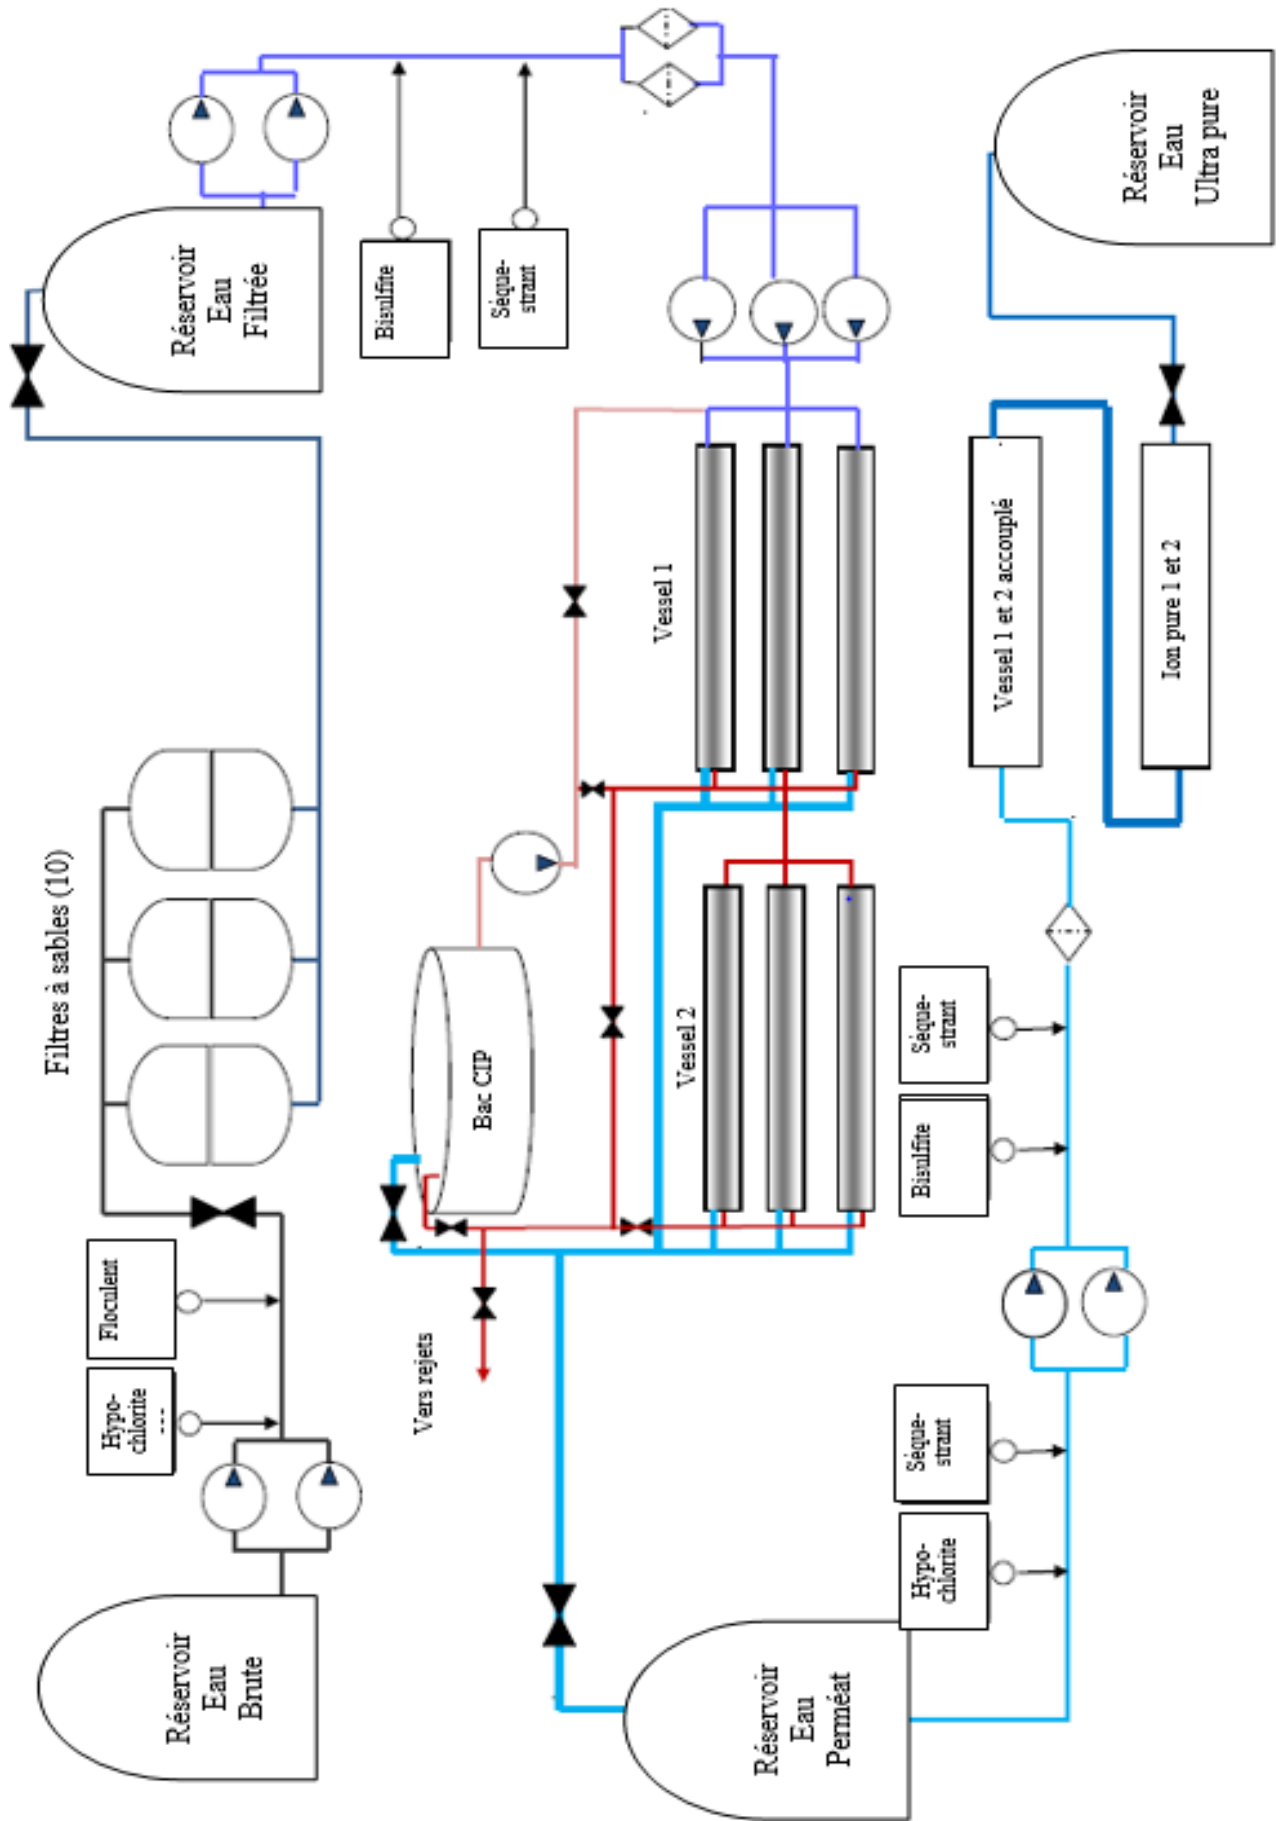 Réservoir
Eau
Brute
Hypo-
chlorite
Floculent
Filtres à sables (10)
Réservoir
Eau
Filtrée
Bisulfite
Séque-
strant
Vers rejets
Bac CIP
Vessel 2
Vessel 1
Réservoir
Eau
Perméat
Hypo-
chlorite
Séque-
strant
Bisulfite
Séque-
strant
Vessel 1 et 2 accouplé
Ion pure 1 et 2
Réservoir
Eau
Ultra pure